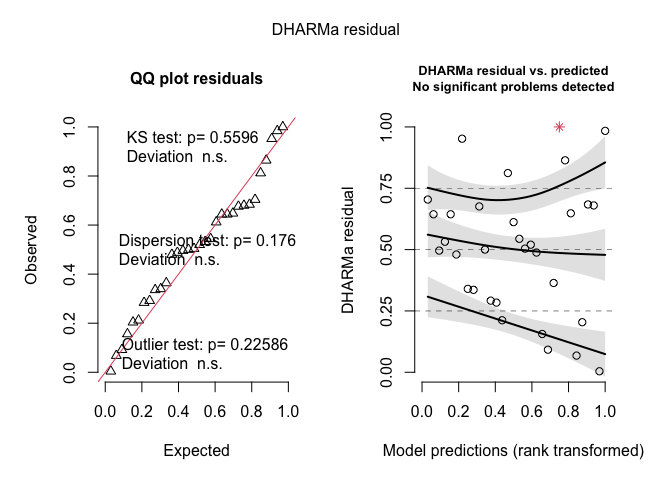 DHARMa residual
QQ plot residuals
KS test: p= 0.5596
Deviation n.s.
Dispersion test: p= 0.176
Deviation n.s.
Outlier test: p= 0.22586
Deviation n.s.
Observed
0.0 0.2 0.4 0.6 0.8 1.0
0.0 0.2 0.4 0.6 0.8 1.0
Expected
DHARMa residual vs. predicted
No significant problems detected
DHARMa residual
0.00 0.25 0.50 0.75 1.00
0.0 0.2 0.4 0.6 0.8 1.0
Model predictions (rank transformed)